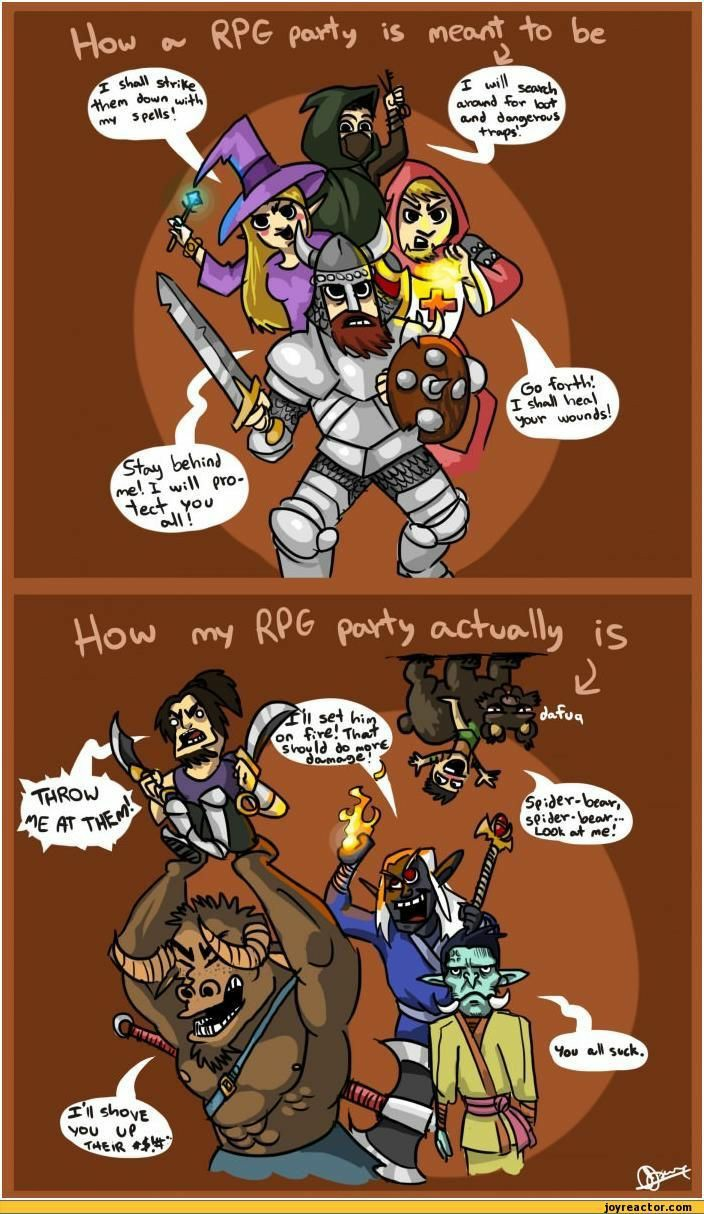 How a RPG party is meant to be
I shall strike
them down with
my spells!
I will search
around for loot
and dangerous
traps!
Go forth!
I shall heal
your wounds!
Stay behind
me! I will pro-
tect you
all!
How my RPG party actually is
THROW
ME AT THEM!
I'll set him
on fire! That
should do more
damage!
dafuq
Spider-bear,
spider-bear...
Look at me!
You all suck.
I'll shove
you up
THEIR #$!#
joyreactor.com